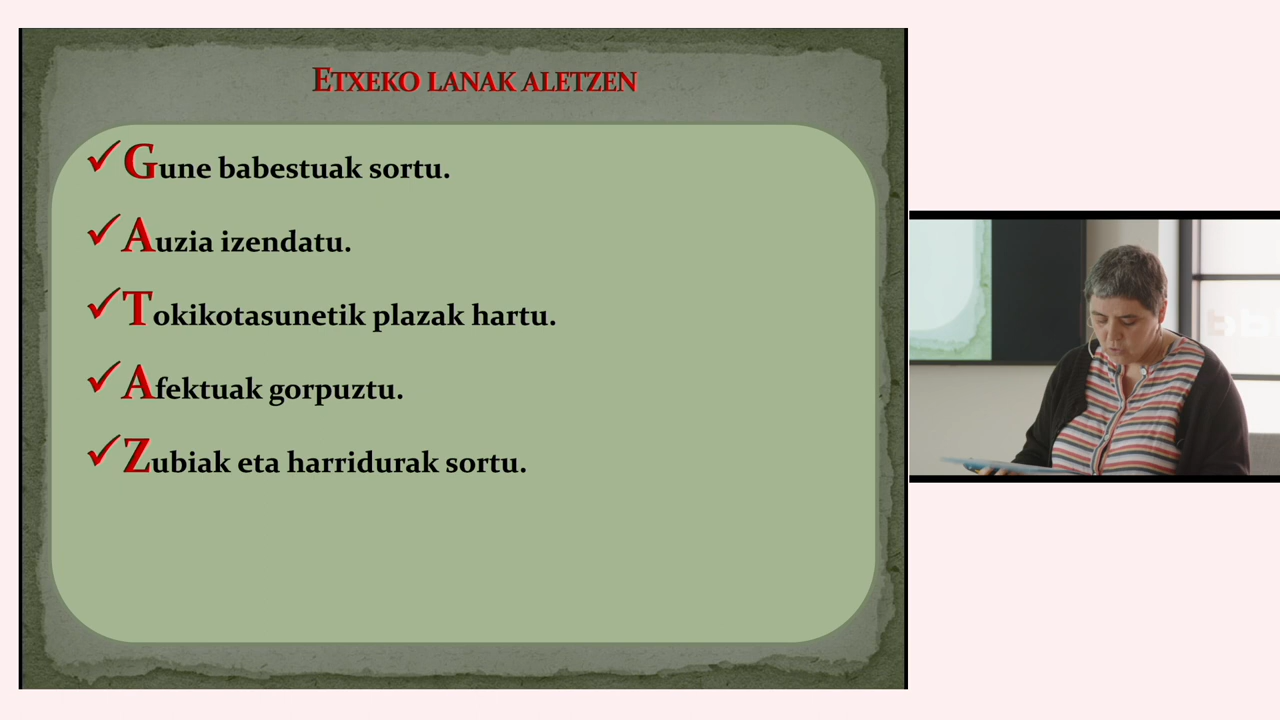 ETXEKO LANAK ALETZEN
Gune babestuak sortu.
Auzia izendatu.
Tokikotasunetik plazak hartu.
Afektuak gorpuztu.
Zubiak eta harridurak sortu.